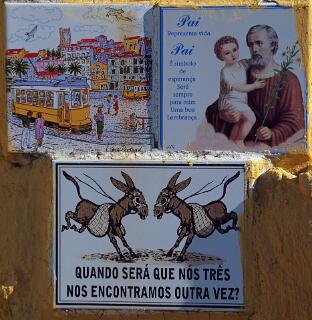 Pai
Representa vida
Pai
É símbolo
de
esperança
Será
sempre
para mim
Uma boa
Lembrança.
QUANDO SERÁ QUE NÓS TRÊS
NOS ENCONTRAMOS OUTRA VEZ?